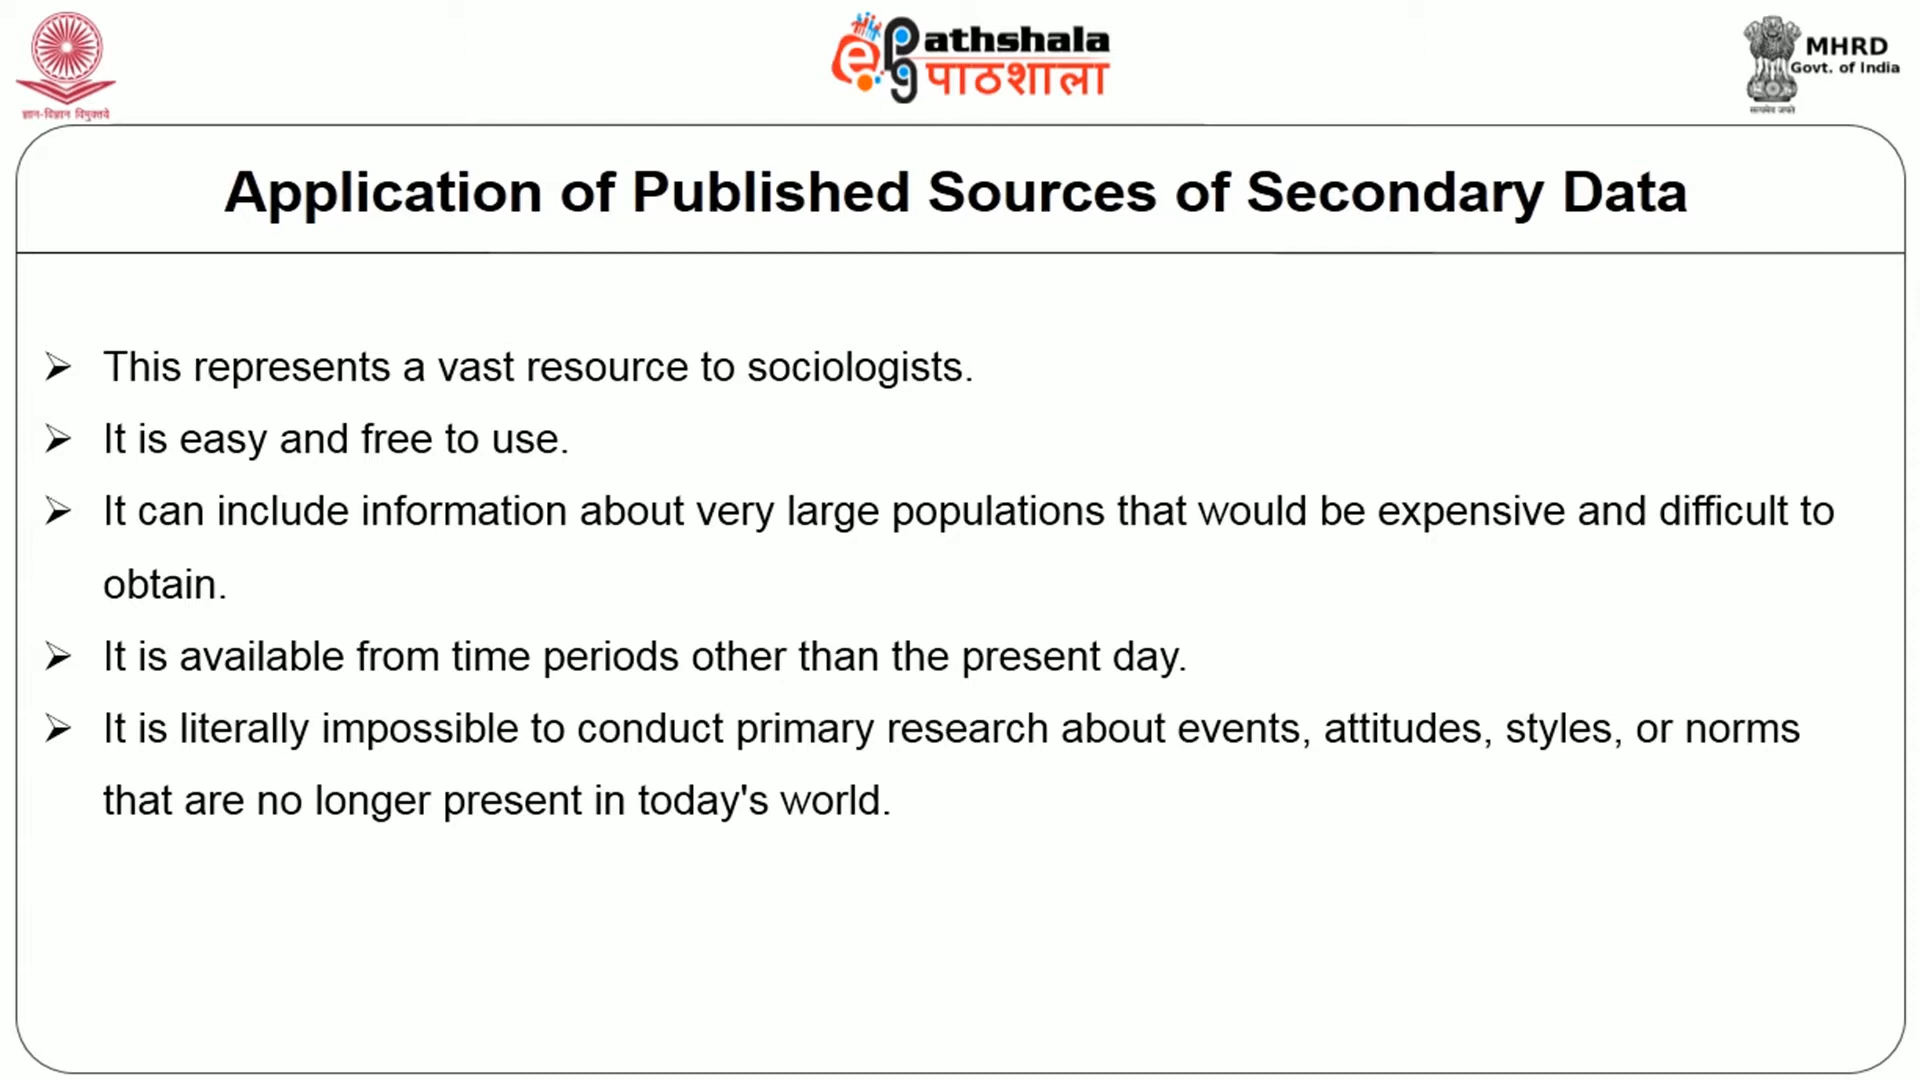 ज्ञान-विज्ञान विमुक्तये
e pg athshala
पाठशाला
MHRD
Govt. of India
सत्यमेव जयते
Application of Published Sources of Secondary Data
➢ This represents a vast resource to sociologists.
➢ It is easy and free to use.
➢ It can include information about very large populations that would be expensive and difficult to
obtain.
➢ It is available from time periods other than the present day.
➢ It is literally impossible to conduct primary research about events, attitudes, styles, or norms
that are no longer present in today's world.